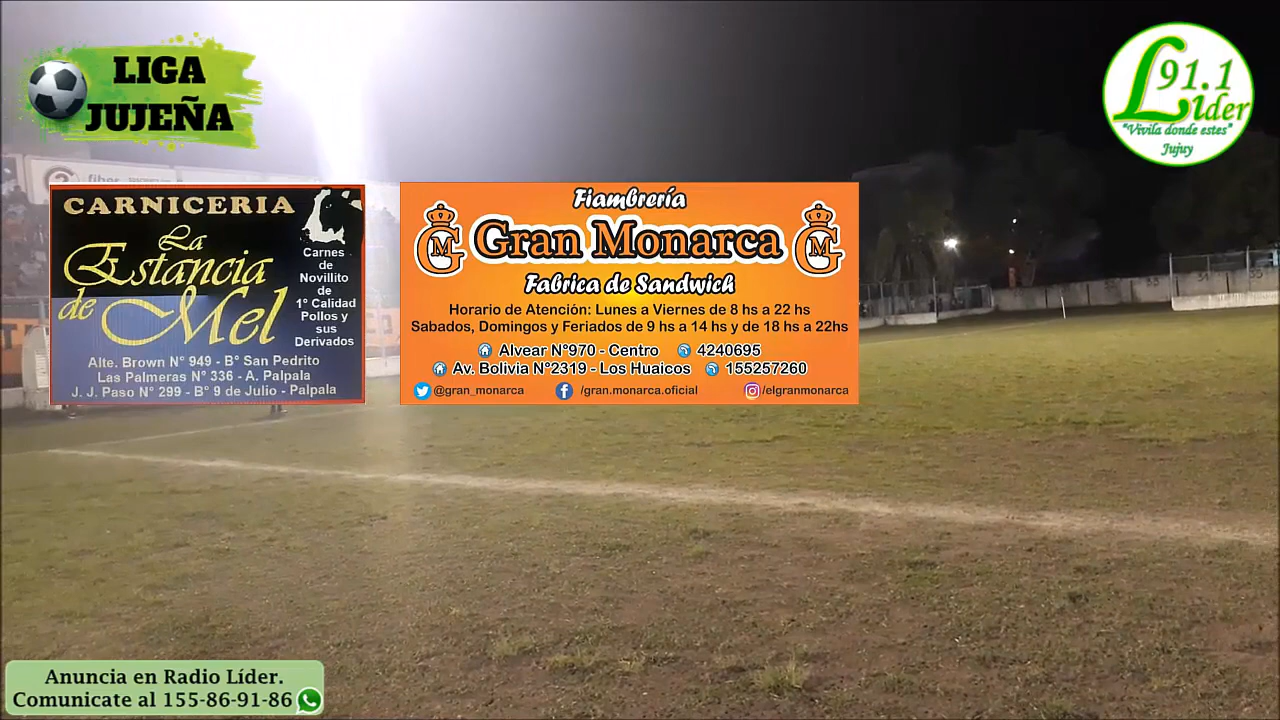 LIGA
JUJEÑA
91.1
Líder
"Vivila donde estes"
Jujuy
fiber
CARNICERIA
La
Estancia
de Mel
Carnes
de
Novillito
de
1º Calidad
Pollos y
sus
Derivados
Alte. Brown N° 949 - B° San Pedrito
Las Palmeras N° 336 - A. Palpala
J. J. Paso N° 299 - B° 9 de Julio - Palpala
Fiambrería
GM Gran Monarca GM
Fabrica de Sandwich
Horario de Atención: Lunes a Viernes de 8 hs a 22 hs
Sabados, Domingos y Feriados de 9 hs a 14 hs y de 18 hs a 22hs
Alvear N°970 - Centro 4240695
Av. Bolivia N°2319 - Los Huaicos 155257260
@gran_monarca /gran.monarca.oficial /elgranmonarca
Anuncia en Radio Líder.
Comunicate al 155-86-91-86